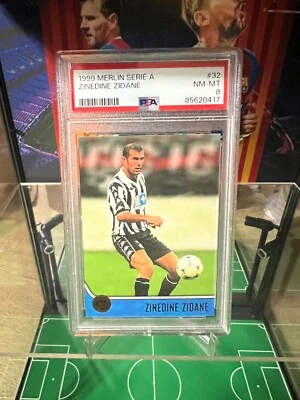 1999 MERLIN SERIE A #32
ZINEDINE ZIDANE NM-MT
PSA 8
85620417
ZINEDINE ZIDANE